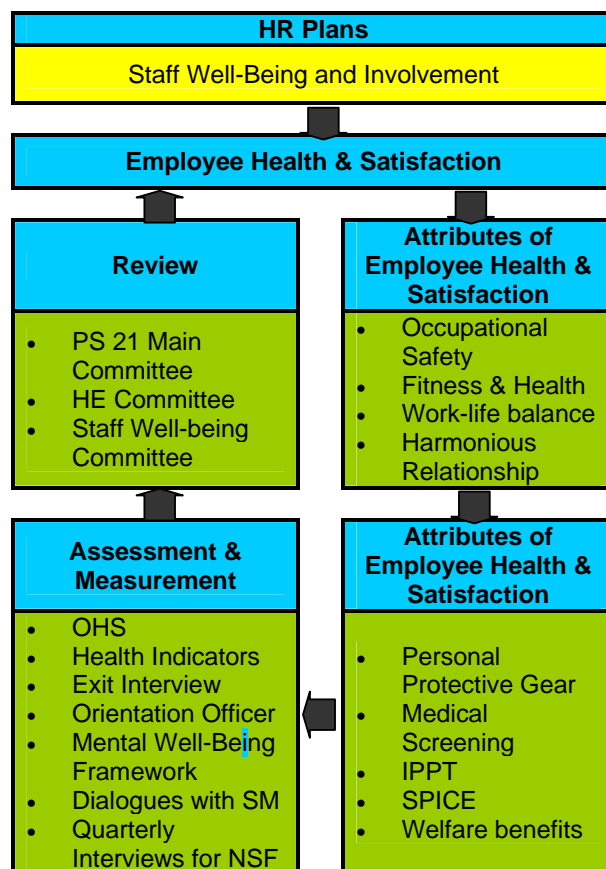 HR Plans
Staff Well-Being and Involvement
Employee Health & Satisfaction
Review
• PS 21 Main
Committee
• HE Committee
• Staff Well-being
Committee
Attributes of
Employee Health &
Satisfaction
• Occupational
Safety
• Fitness & Health
• Work-life balance
• Harmonious
Relationship
Assessment &
Measurement
• OHS
• Health Indicators
• Exit Interview
• Orientation Officer
• Mental Well-Being
Framework
• Dialogues with SM
• Quarterly
Interviews for NSF
Attributes of
Employee Health &
Satisfaction
• Personal
Protective Gear
• Medical
Screening
• IPPT
• SPICE
• Welfare benefits